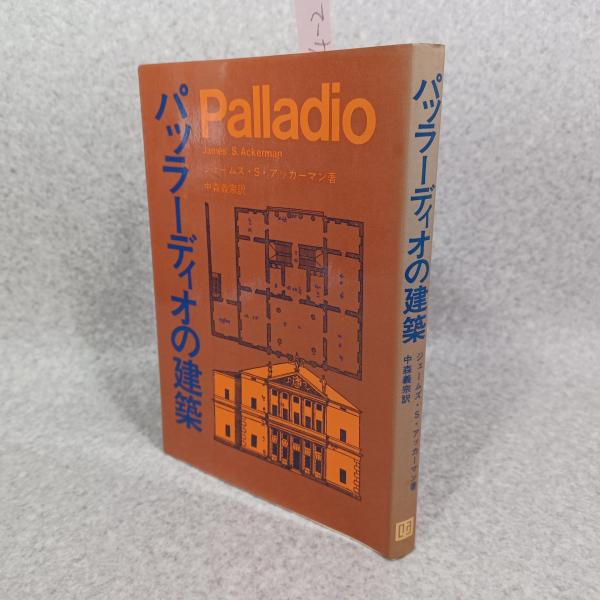 Palladio
James S. Ackerman
ジェームズ・S・アッカーマン著
中森義宗訳
パッラーディオの建築
パッラーディオの建築
ジェームズ・S・アッカーマン著
中森義宗訳